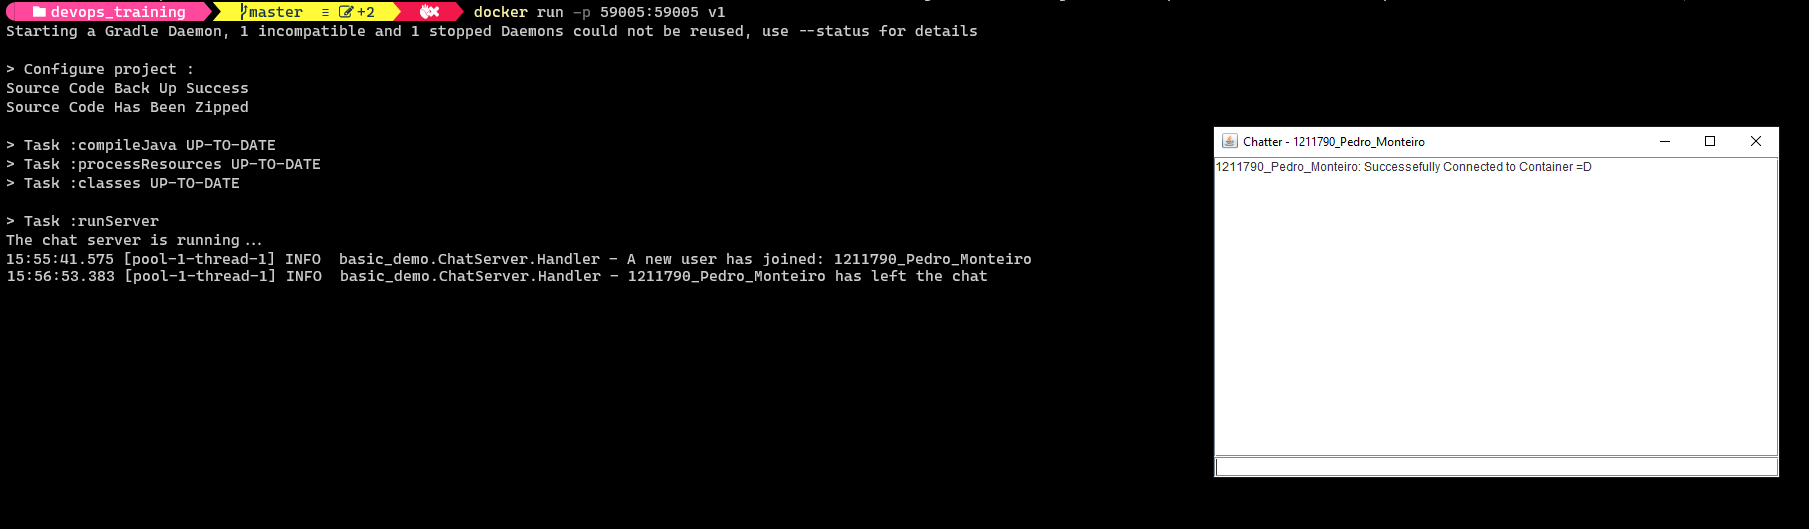 devops_training master ≡ +2 docker run -p 59005:59005 v1
Starting a Gradle Daemon, 1 incompatible and 1 stopped Daemons could not be reused, use --status for details
> Configure project :
Source Code Back Up Success
Source Code Has Been Zipped
> Task :compileJava UP-TO-DATE
> Task :processResources UP-TO-DATE
> Task :classes UP-TO-DATE
> Task :runServer
The chat server is running...
15:55:41.575 [pool-1-thread-1] INFO  basic_demo.ChatServer.Handler - A new user has joined: 1211790_Pedro_Monteiro
15:56:53.383 [pool-1-thread-1] INFO  basic_demo.ChatServer.Handler - 1211790_Pedro_Monteiro has left the chat
Chatter - 1211790_Pedro_Monteiro
1211790_Pedro_Monteiro: Successefully Connected to Container =D